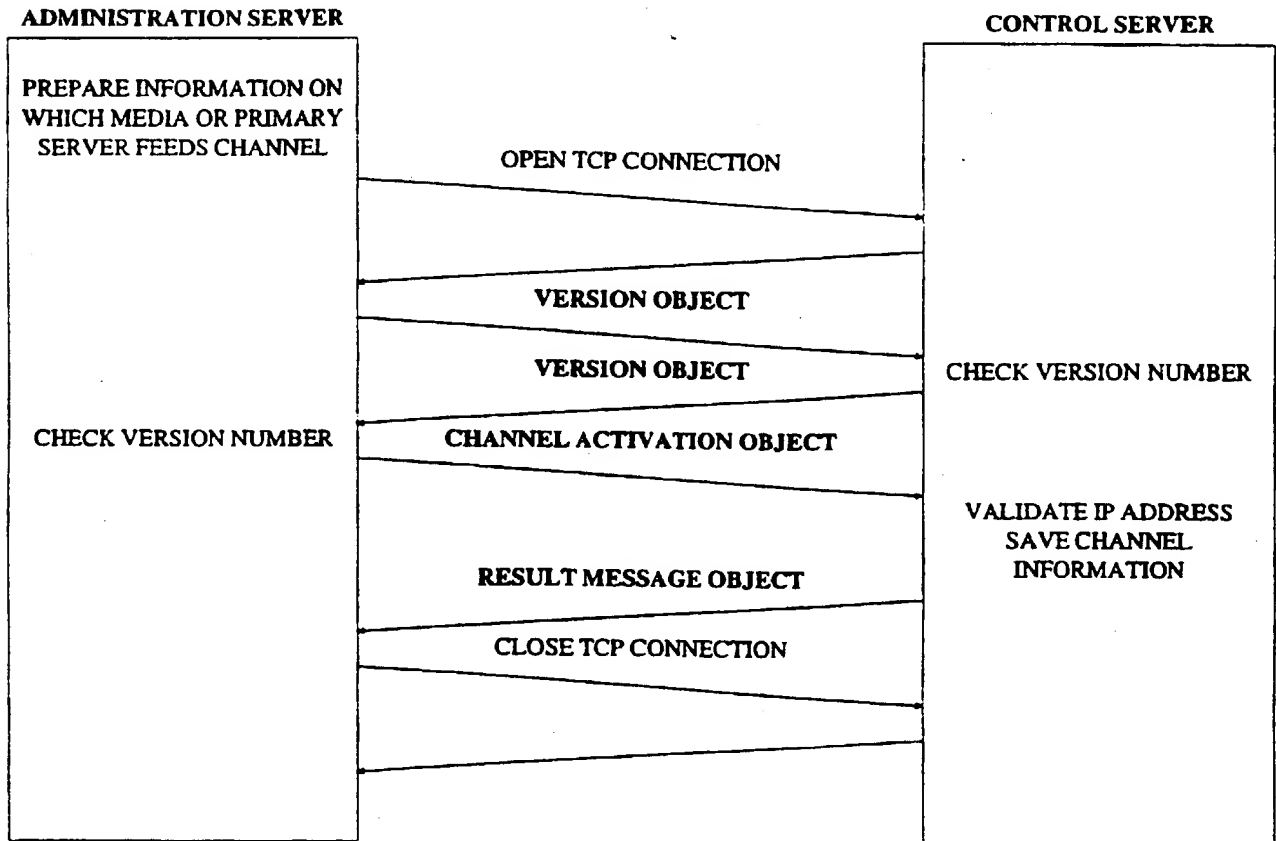 ADMINISTRATION SERVER
CONTROL SERVER
PREPARE INFORMATION ON
WHICH MEDIA OR PRIMARY
SERVER FEEDS CHANNEL
OPEN TCP CONNECTION
VERSION OBJECT
VERSION OBJECT
CHECK VERSION NUMBER
CHECK VERSION NUMBER
CHANNEL ACTIVATION OBJECT
VALIDATE IP ADDRESS
SAVE CHANNEL
INFORMATION
RESULT MESSAGE OBJECT
CLOSE TCP CONNECTION